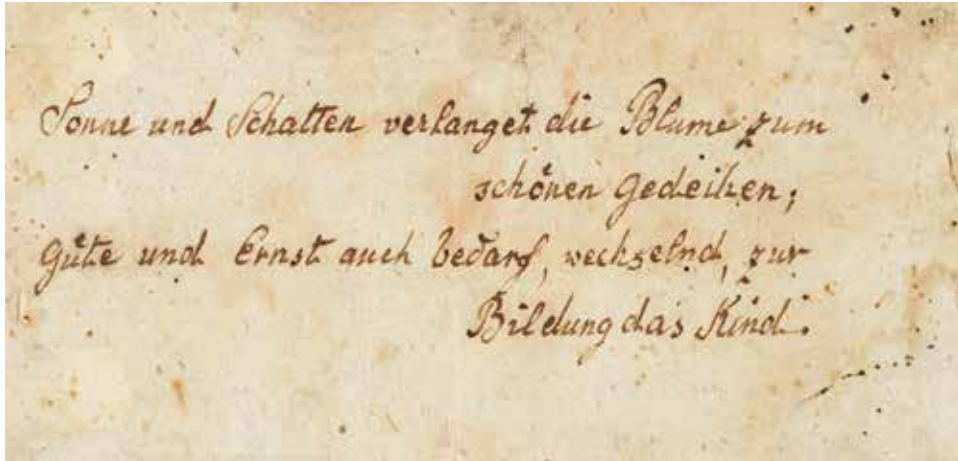 Sonne und Schatten verlanget die Blume zum
schönen Gedeihen;
Güte und Ernst auch bedarf, wechselnd, zur
Bildung das Kind.